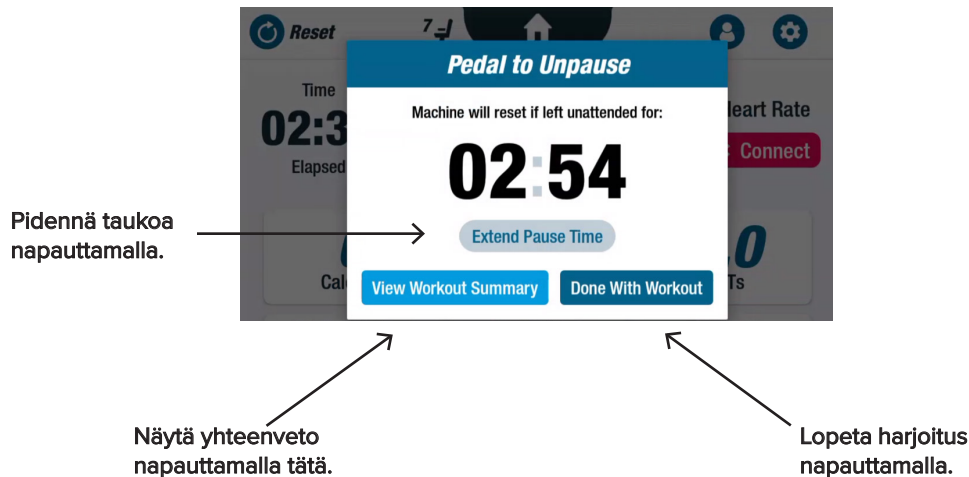 Reset
7
Pedal to Unpause
Time
Machine will reset if left unattended for:
Heart Rate
02:3
02:54
Connect
Elapsed
Pidennä taukoa
napauttamalla.
Extend Pause Time
0
Cal
View Workout Summary
Done With Workout
Ts
Näytä yhteenveto
napauttamalla tätä.
Lopeta harjoitus
napauttamalla.